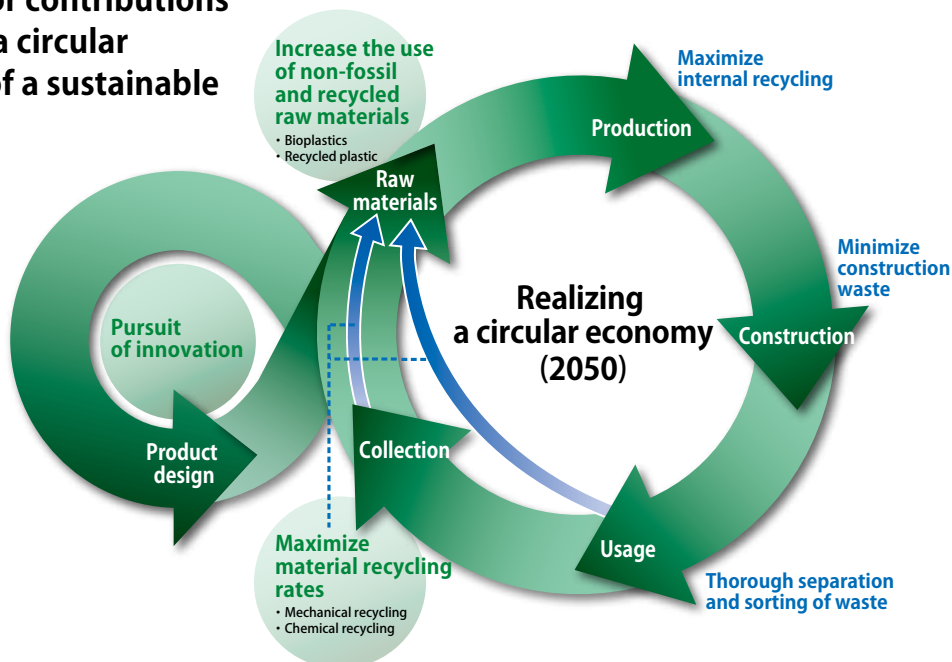 or contributions
a circular
of a sustainable
Increase the use
of non-fossil
and recycled
raw materials
・Bioplastics
・Recycled plastic
Maximize
internal recycling
Production
Raw
materials
Minimize
construction
waste
Realizing
a circular economy
(2050)
Construction
Pursuit
of innovation
Product
design
Collection
Usage
Maximize
material recycling
rates
・Mechanical recycling
・Chemical recycling
Thorough separation
and sorting of waste